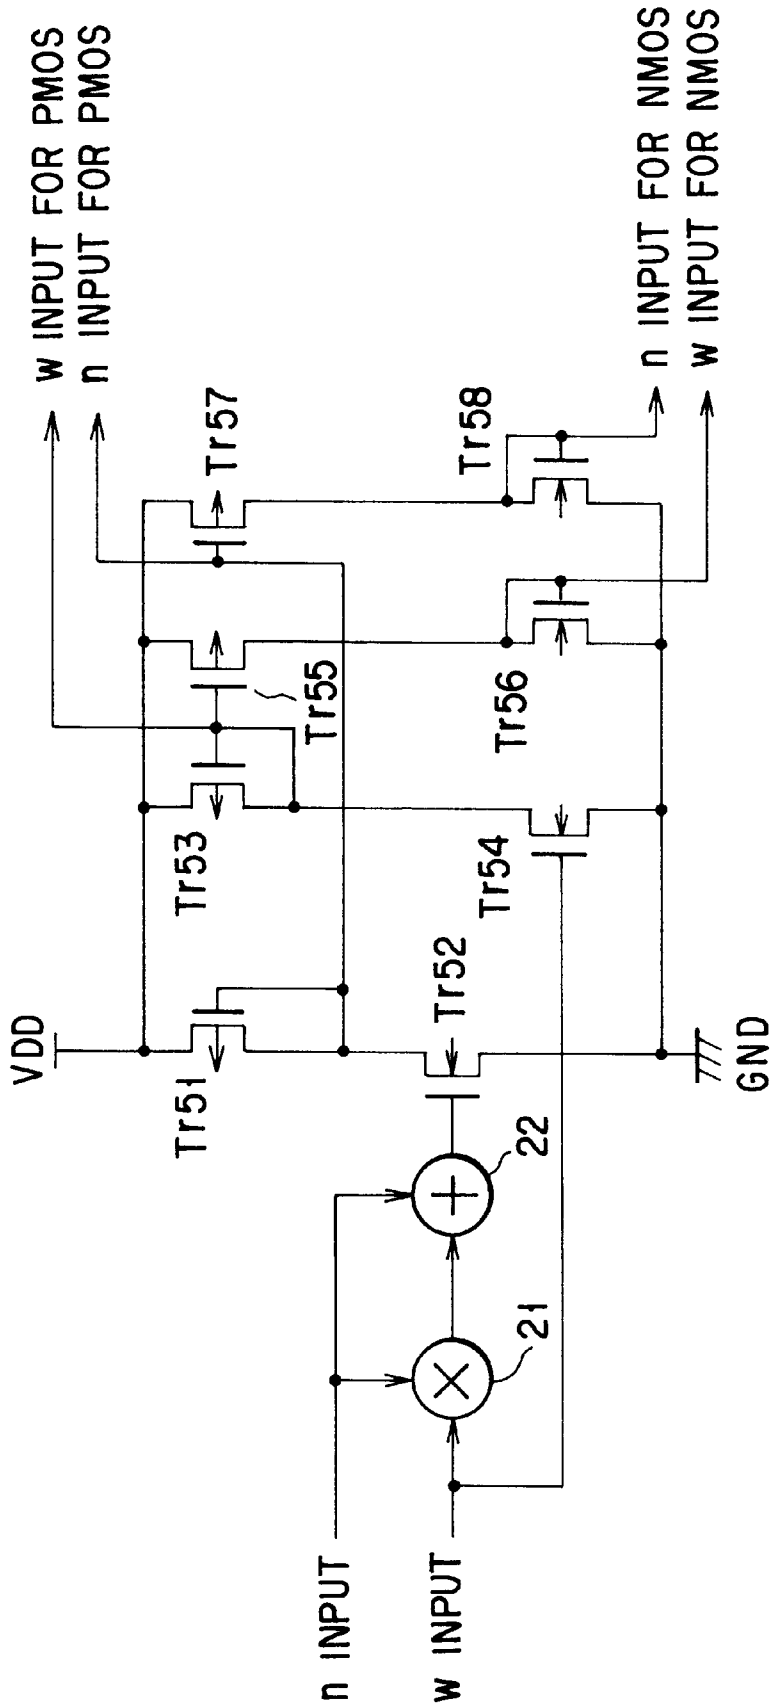 w INPUT FOR PMOS
n INPUT FOR PMOS
VDD
Tr51
Tr53
Tr55
Tr57
Tr52
Tr54
Tr56
Tr58
n INPUT
w INPUT
21
22
GND
n INPUT FOR NMOS
w INPUT FOR NMOS